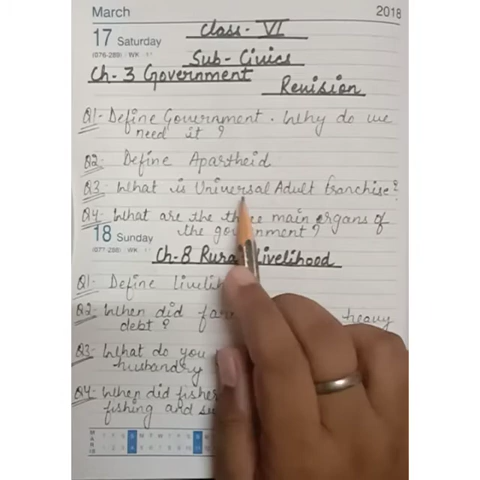 March 2018
17 Saturday
Class - VI
(076-289) WK
Sub - Civics
Ch-3 Government
Revision
Q1- Define Government. Why do we
need it?
Q2- Define Apartheid
Q3- What is Universal Adult Franchise?
Q4- What are the three main organs of
the government?
18 Sunday
(077-288) WK
Ch-8 Rural Livelihood
Q1- Define
Q2- When did heavy
debt?
Q3- What do you
husbandry
Q4- When did
fishing and